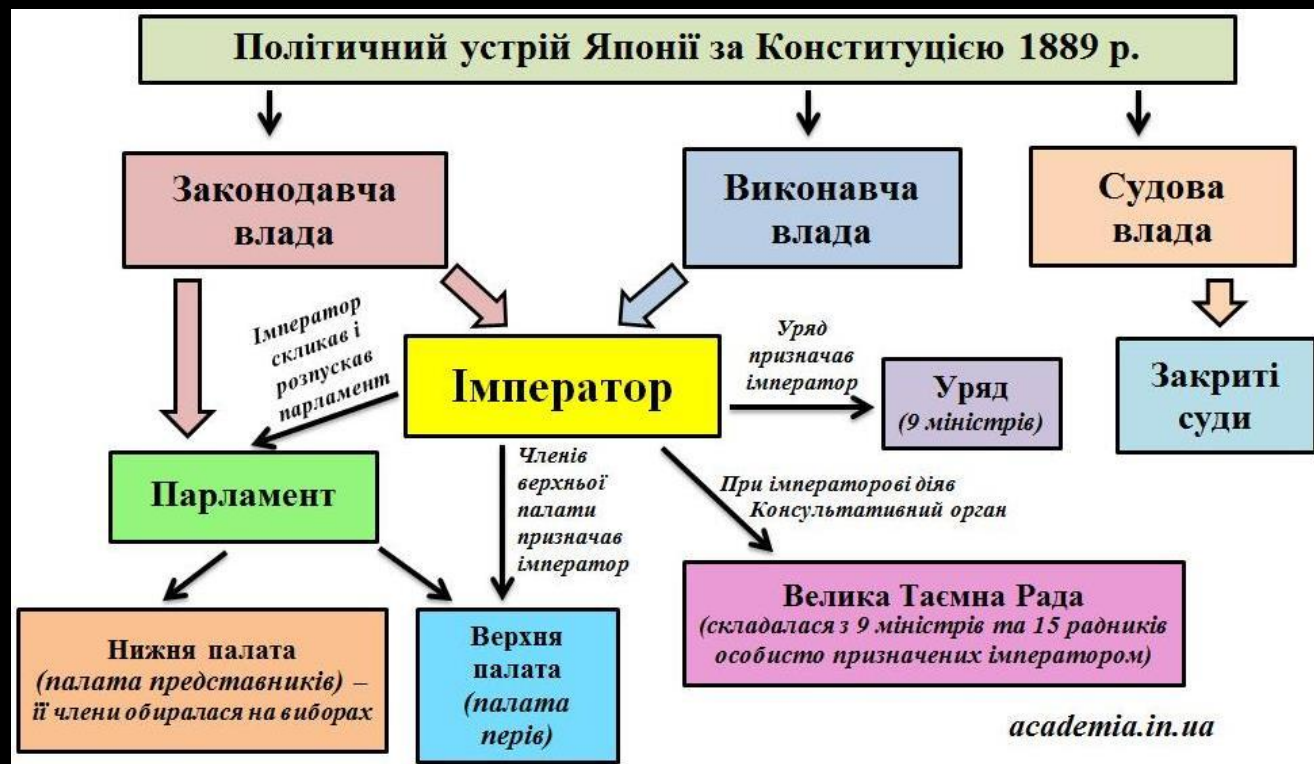 Політичний устрій Японії за Конституцією 1889 р.
Законодавча
влада
Виконавча
влада
Судова
влада
Імператор
скликав і
розпускав
парламент
Імператор
Уряд
призначав
імператор
Уряд
(9 міністрів)
Закриті
суди
Парламент
Членів
верхньої
палати
призначав
імператор
При імператорові діяв
Консультативний орган
Нижня палата
(палата представників) –
її члени обиралася на виборах
Верхня
палата
(палата
перів)
Велика Таємна Рада
(складалася з 9 міністрів та 15 радників
особисто призначених імператором)
academia.in.ua